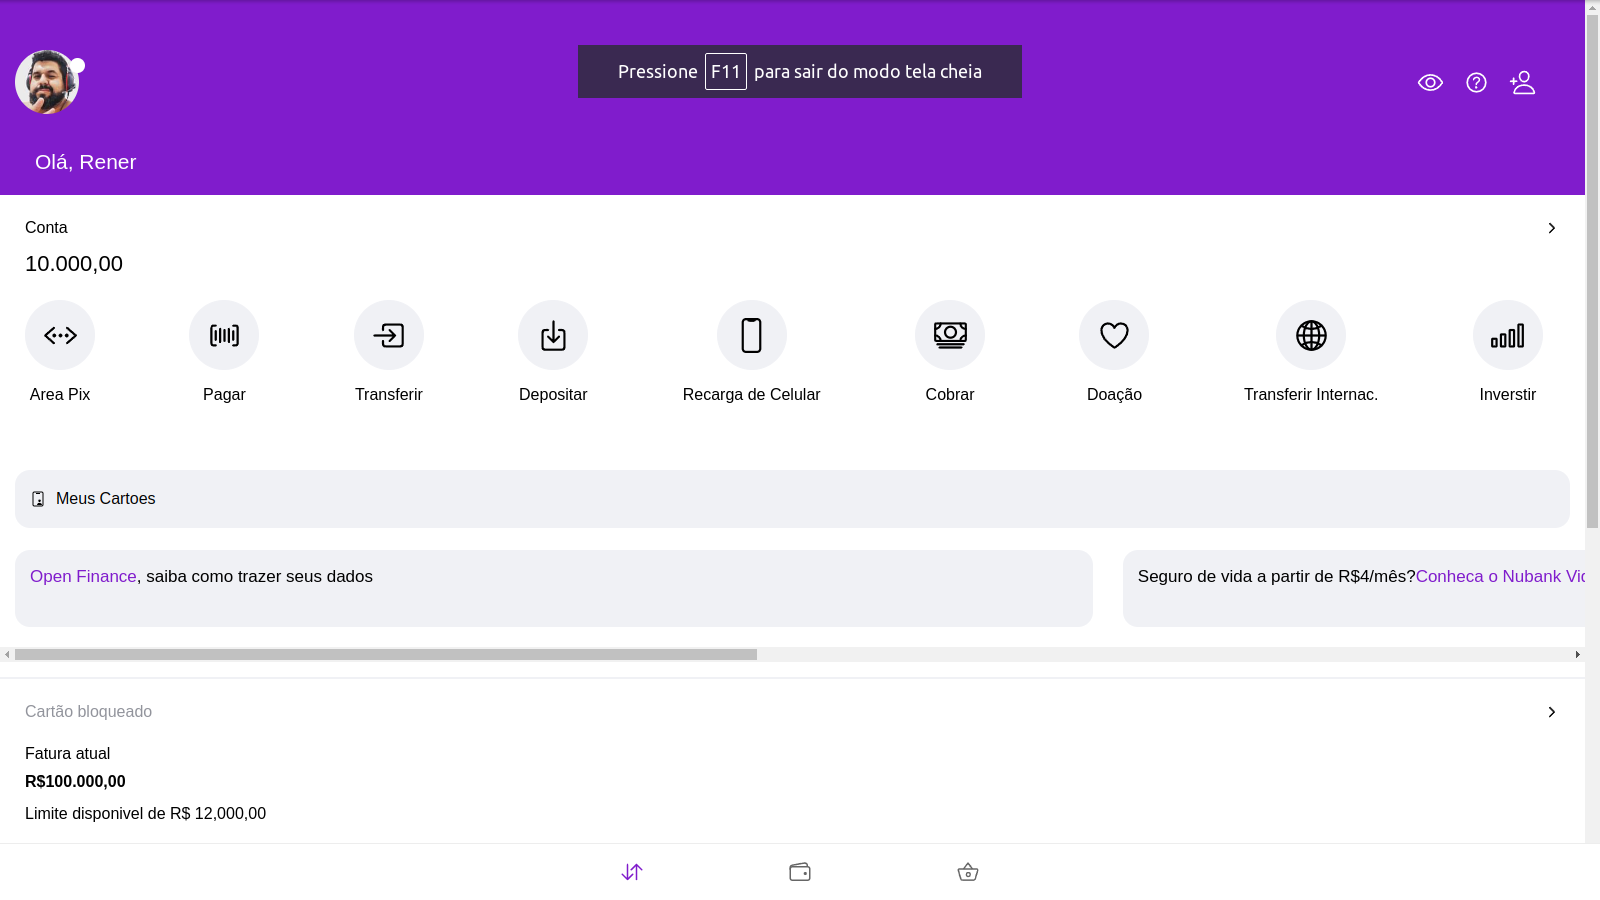 Pressione F11 para sair do modo tela cheia
Olá, Rener
Conta
10.000,00
Area Pix
Pagar
Transferir
Depositar
Recarga de Celular
Cobrar
Doação
Transferir Internac.
Inverstir
Meus Cartoes
Open Finance, saiba como trazer seus dados
Seguro de vida a partir de R$4/mês?Conheca o Nubank
Cartão bloqueado
Fatura atual
R$100.000,00
Limite disponivel de R$ 12,000,00